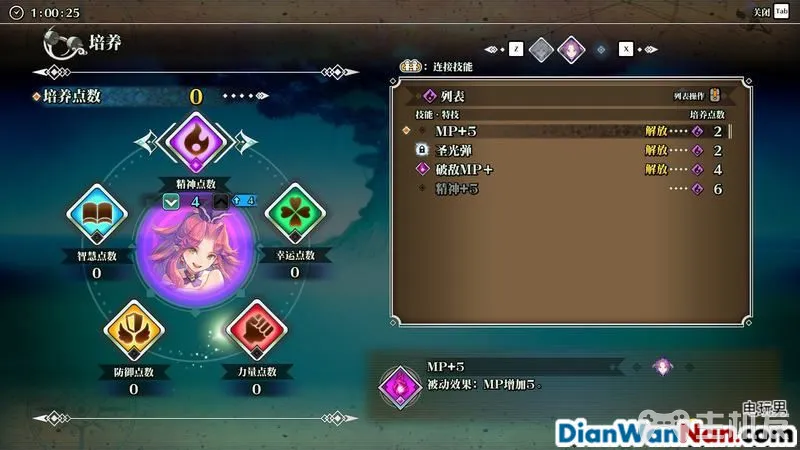 1:00:25
关闭 Tab
培养
Z X
: 连接技能
培养点数 0
列表
列表操作
技能·特技 培养点数
MP+5 解放 2
圣光弹 解放 2
破敌MP+ 解放 4
精神+5 6
精神点数
4 4
智慧点数
0
幸运点数
0
防御点数
0
力量点数
0
MP+5
被动效果：MP增加5。
电玩男
DianWanNan.com